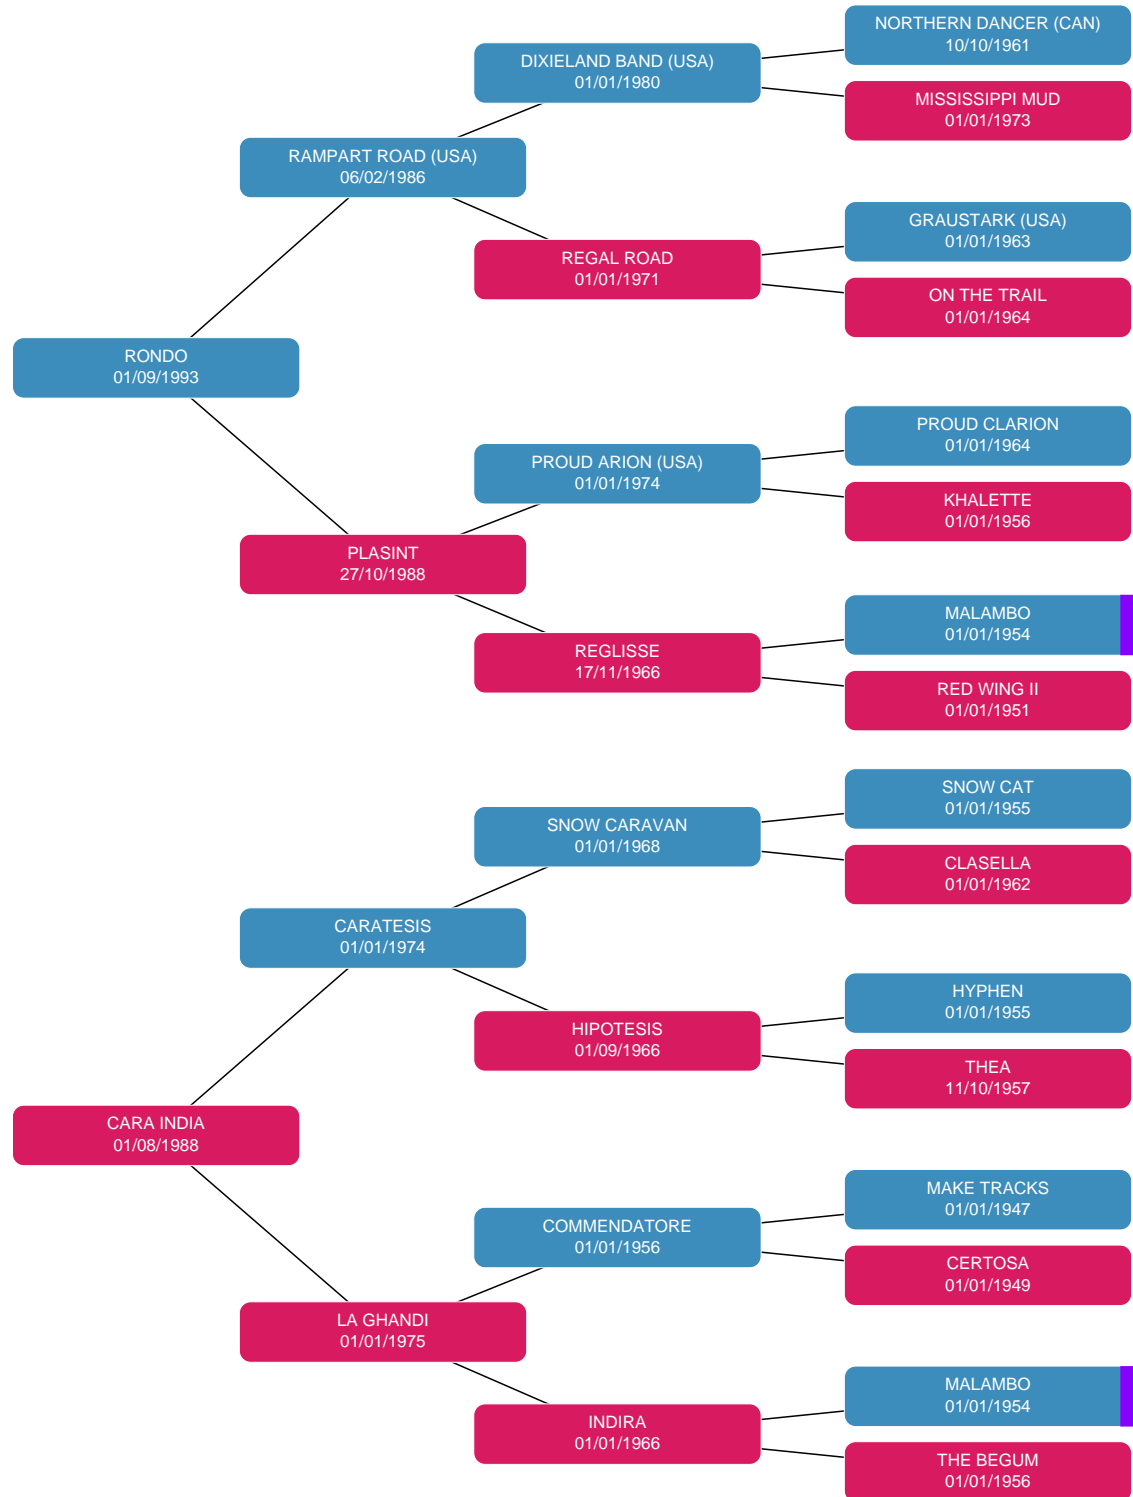 NORTHERN DANCER (CAN)
10/10/1961
DIXIELAND BAND (USA)
01/01/1980
MISSISSIPPI MUD
01/01/1973
RAMPART ROAD (USA)
06/02/1986
GRAUSTARK (USA)
01/01/1963
REGAL ROAD
01/01/1971
ON THE TRAIL
01/01/1964
RONDO
01/09/1993
PROUD CLARION
01/01/1964
PROUD ARION (USA)
01/01/1974
KHALETTE
01/01/1956
PLASINT
27/10/1988
MALAMBO
01/01/1954
REGLISSE
17/11/1966
RED WING II
01/01/1951
SNOW CAT
01/01/1955
SNOW CARAVAN
01/01/1968
CLASELLA
01/01/1962
CARATESIS
01/01/1974
HYPHEN
01/01/1955
HIPOTESIS
01/09/1966
THEA
11/10/1957
CARA INDIA
01/08/1988
MAKE TRACKS
01/01/1947
COMMENDATORE
01/01/1956
CERTOSA
01/01/1949
LA GHANDI
01/01/1975
MALAMBO
01/01/1954
INDIRA
01/01/1966
THE BEGUM
01/01/1956